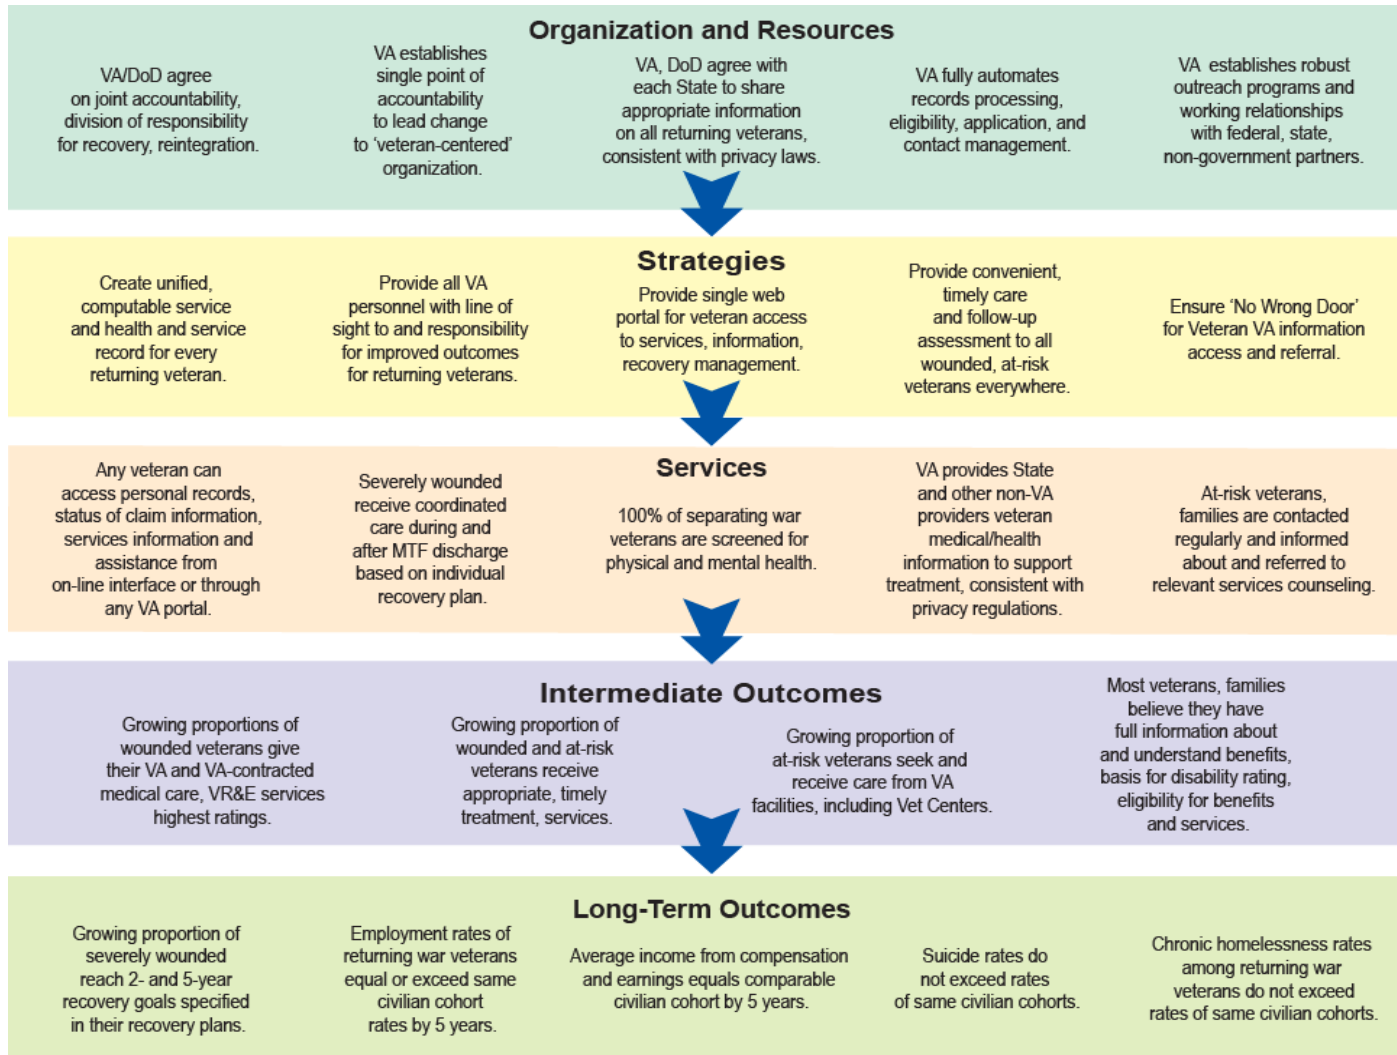 Organization and Resources
VA/DoD agree
on joint accountability,
division of responsibility
for recovery, reintegration.
VA establishes
single point of
accountability
to lead change
to ‘veteran-centered’
organization.
VA, DoD agree with
each State to share
appropriate information
on all returning veterans,
consistent with privacy laws.
VA fully automates
records processing,
eligibility, application, and
contact management.
VA establishes robust
outreach programs and
working relationships
with federal, state,
non-government partners.
Strategies
Create unified,
computable service
and health and service
record for every
returning veteran.
Provide all VA
personnel with line of
sight to and responsibility
for improved outcomes
for returning veterans.
Provide single web
portal for veteran access
to services, information,
recovery management.
Provide convenient,
timely care
and follow-up
assessment to all
wounded, at-risk
veterans everywhere.
Ensure ‘No Wrong Door’
for Veteran VA information
access and referral.
Services
Any veteran can
access personal records,
status of claim information,
services information and
assistance from
on-line interface or through
any VA portal.
Severely wounded
receive coordinated
care during and
after MTF discharge
based on individual
recovery plan.
100% of separating war
veterans are screened for
physical and mental health.
VA provides State
and other non-VA
providers veteran
medical/health
information to support
treatment, consistent with
privacy regulations.
At-risk veterans,
families are contacted
regularly and informed
about and referred to
relevant services counseling.
Intermediate Outcomes
Growing proportions of
wounded veterans give
their VA and VA-contracted
medical care, VR&E services
highest ratings.
Growing proportion of
wounded and at-risk
veterans receive
appropriate, timely
treatment, services.
Growing proportion of
at-risk veterans seek and
receive care from VA
facilities, including Vet Centers.
Most veterans, families
believe they have
full information about
and understand benefits,
basis for disability rating,
eligibility for benefits
and services.
Long-Term Outcomes
Growing proportion of
severely wounded
reach 2- and 5-year
recovery goals specified
in their recovery plans.
Employment rates of
returning war veterans
equal or exceed same
civilian cohort
rates by 5 years.
Average income from compensation
and earnings equals comparable
civilian cohort by 5 years.
Suicide rates do
not exceed rates
of same civilian cohorts.
Chronic homelessness rates
among returning war
veterans do not exceed
rates of same civilian cohorts.